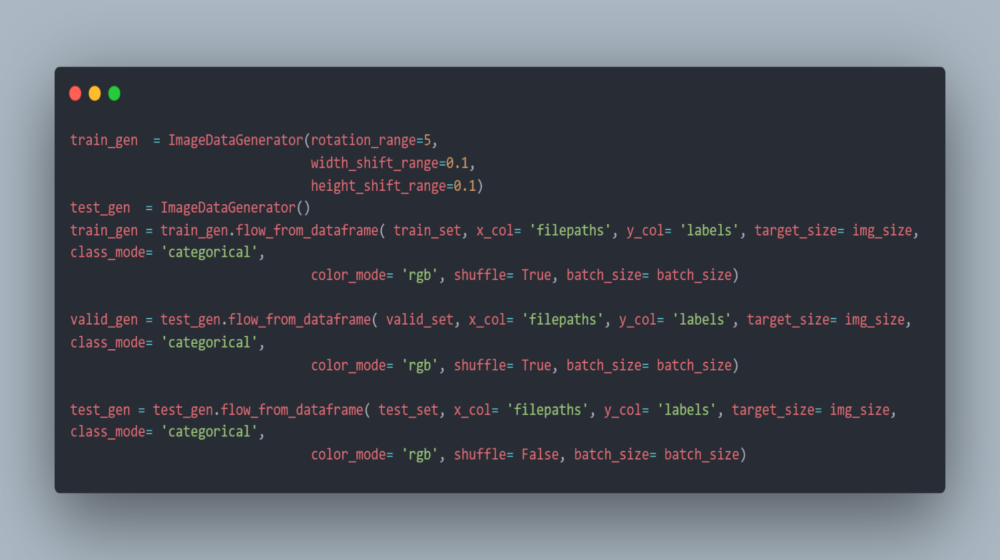 train_gen  = ImageDataGenerator(rotation_range=5,
                                width_shift_range=0.1,
                                height_shift_range=0.1)
test_gen  = ImageDataGenerator()
train_gen = train_gen.flow_from_dataframe( train_set, x_col= 'filepaths', y_col= 'labels', target_size= img_size,
class_mode= 'categorical',
                                color_mode= 'rgb', shuffle= True, batch_size= batch_size)

valid_gen = test_gen.flow_from_dataframe( valid_set, x_col= 'filepaths', y_col= 'labels', target_size= img_size,
class_mode= 'categorical',
                                color_mode= 'rgb', shuffle= True, batch_size= batch_size)

test_gen = test_gen.flow_from_dataframe( test_set, x_col= 'filepaths', y_col= 'labels', target_size= img_size,
class_mode= 'categorical',
                                color_mode= 'rgb', shuffle= False, batch_size= batch_size)